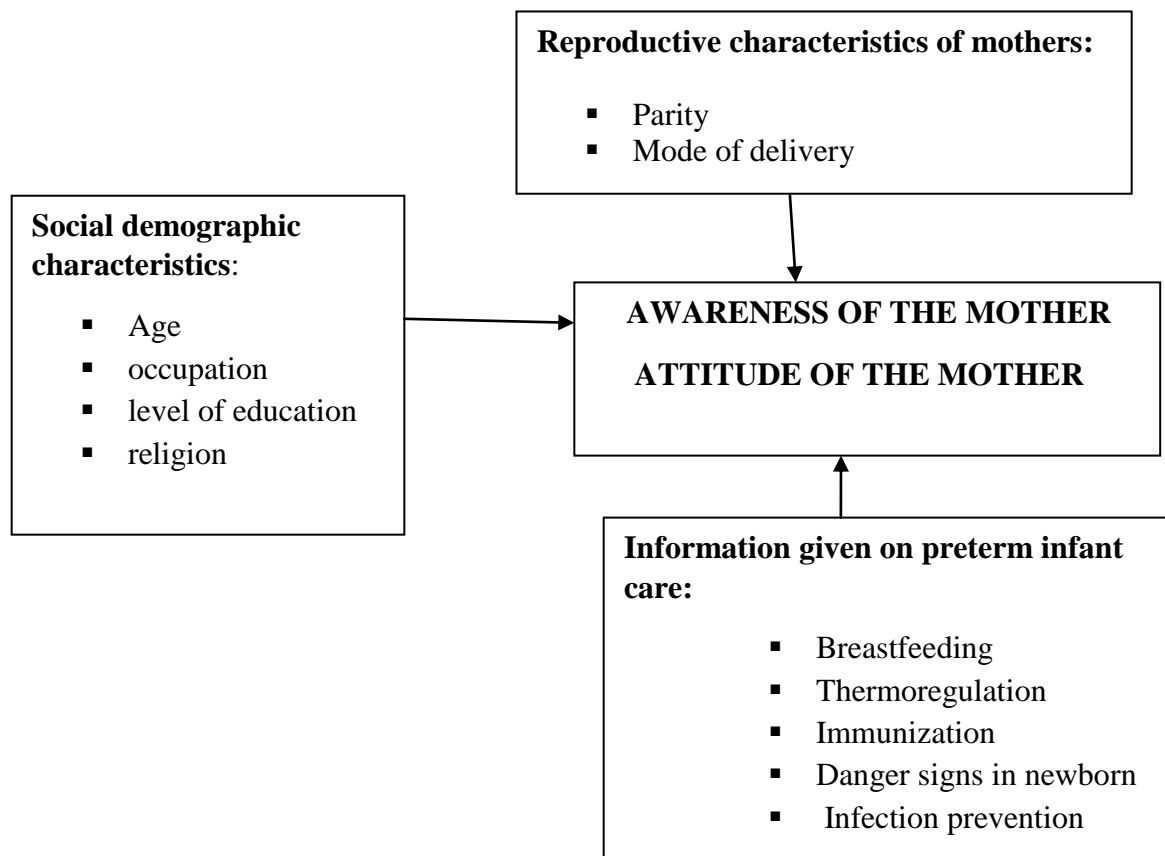 Reproductive characteristics of mothers:
▪ Parity
▪ Mode of delivery
Social demographic
characteristics:
▪ Age
▪ occupation
▪ level of education
▪ religion
AWARENESS OF THE MOTHER
ATTITUDE OF THE MOTHER
Information given on preterm infant
care:
▪ Breastfeeding
▪ Thermoregulation
▪ Immunization
▪ Danger signs in newborn
▪ Infection prevention